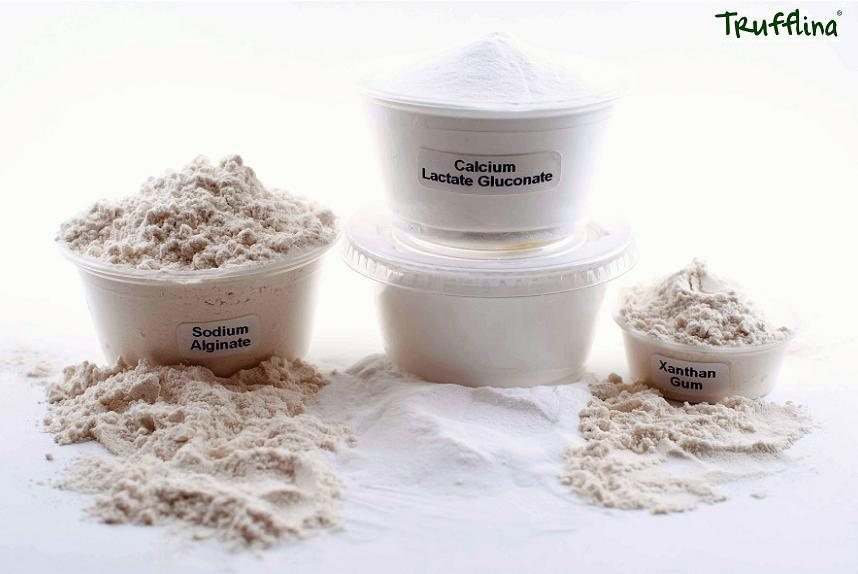 Trufflina©
Calcium
Lactate Gluconate
Sodium
Alginate
Xanthan
Gum